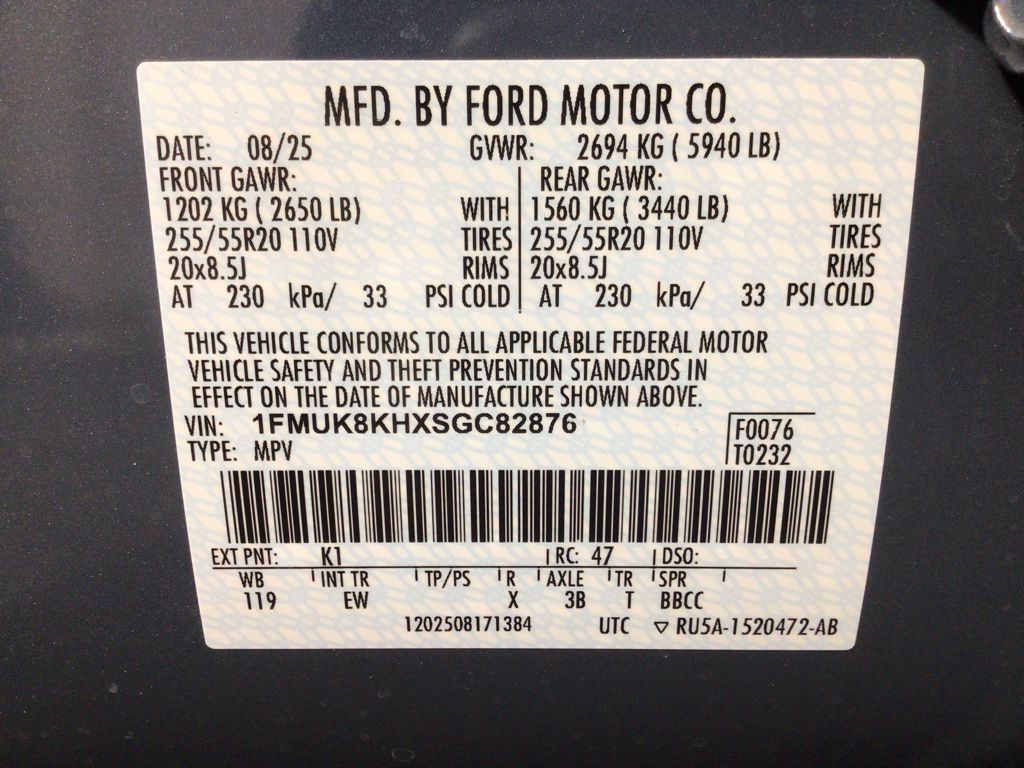 MFD. BY FORD MOTOR CO.
DATE: 08/25 GVWR: 2694 KG ( 5940 LB)
FRONT GAWR: REAR GAWR:
1202 KG ( 2650 LB) WITH 1560 KG ( 3440 LB) WITH
255/55R20 110V TIRES 255/55R20 110V TIRES
20x8.5J RIMS 20x8.5J RIMS
AT 230 kPa/ 33 PSI COLD AT 230 kPa/ 33 PSI COLD
THIS VEHICLE CONFORMS TO ALL APPLICABLE FEDERAL MOTOR
VEHICLE SAFETY AND THEFT PREVENTION STANDARDS IN
EFFECT ON THE DATE OF MANUFACTURE SHOWN ABOVE.
VIN: 1FMUK8KHXSGC82876 F0076
TYPE: MPV T0232
EXT PNT: K1 RC: 47 DSO:
WB INT TR TP/PS R AXLE TR SPR
119 EW X 3B T BBCC
1202508171384 UTC ▽ RU5A-1520472-AB